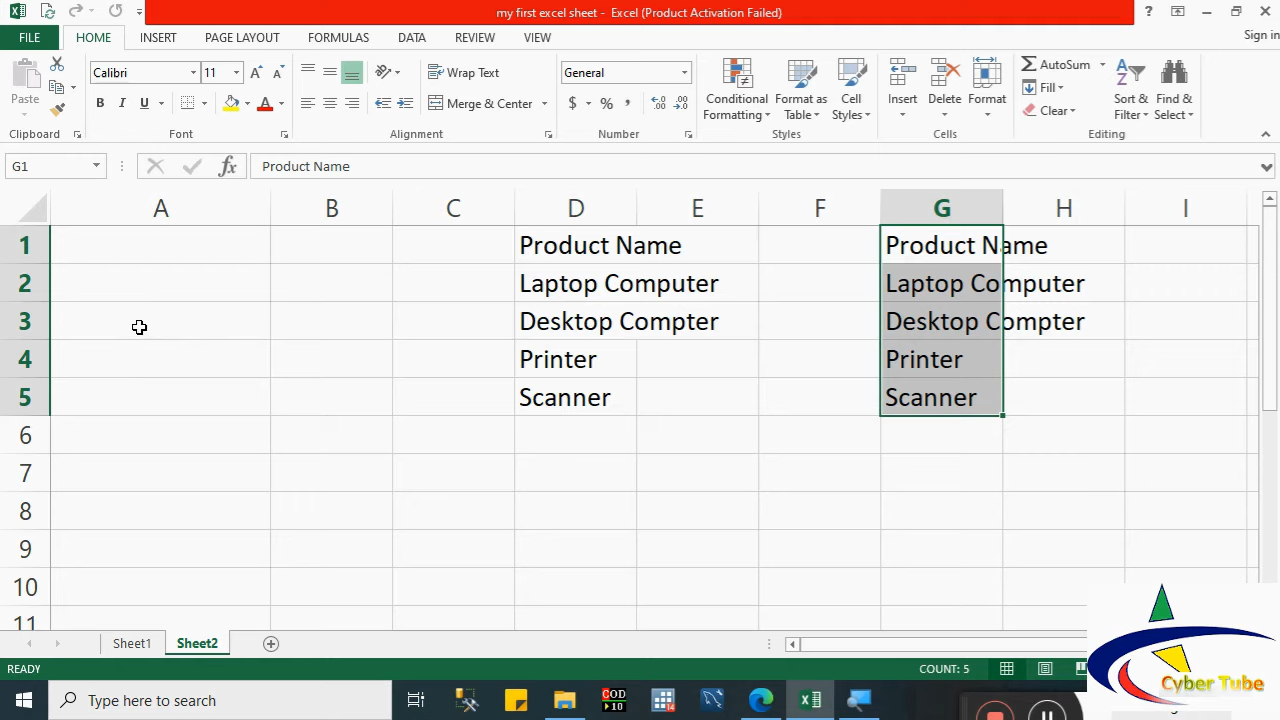 my first excel sheet - Excel (Product Activation Failed)
?
FILE HOME INSERT PAGE LAYOUT FORMULAS DATA REVIEW VIEW Sign in
Calibri 11 Wrap Text General AutoSum
Fill
B I U Merge & Center $ % , Clear
Paste Conditional Formatting Format as Table Cell Styles Insert Delete Format Sort & Filter Find & Select
Clipboard Font Alignment Number Styles Cells Editing
G1 fx Product Name
A B C D E F G H I
1 Product Name Product Name
2 Laptop Computer Laptop Computer
3 Desktop Compter Desktop Compter
4 Printer Printer
5 Scanner Scanner
6
7
8
9
10
11
Sheet1 Sheet2
READY COUNT: 5
Type here to search
COD
10
Cyber Tube